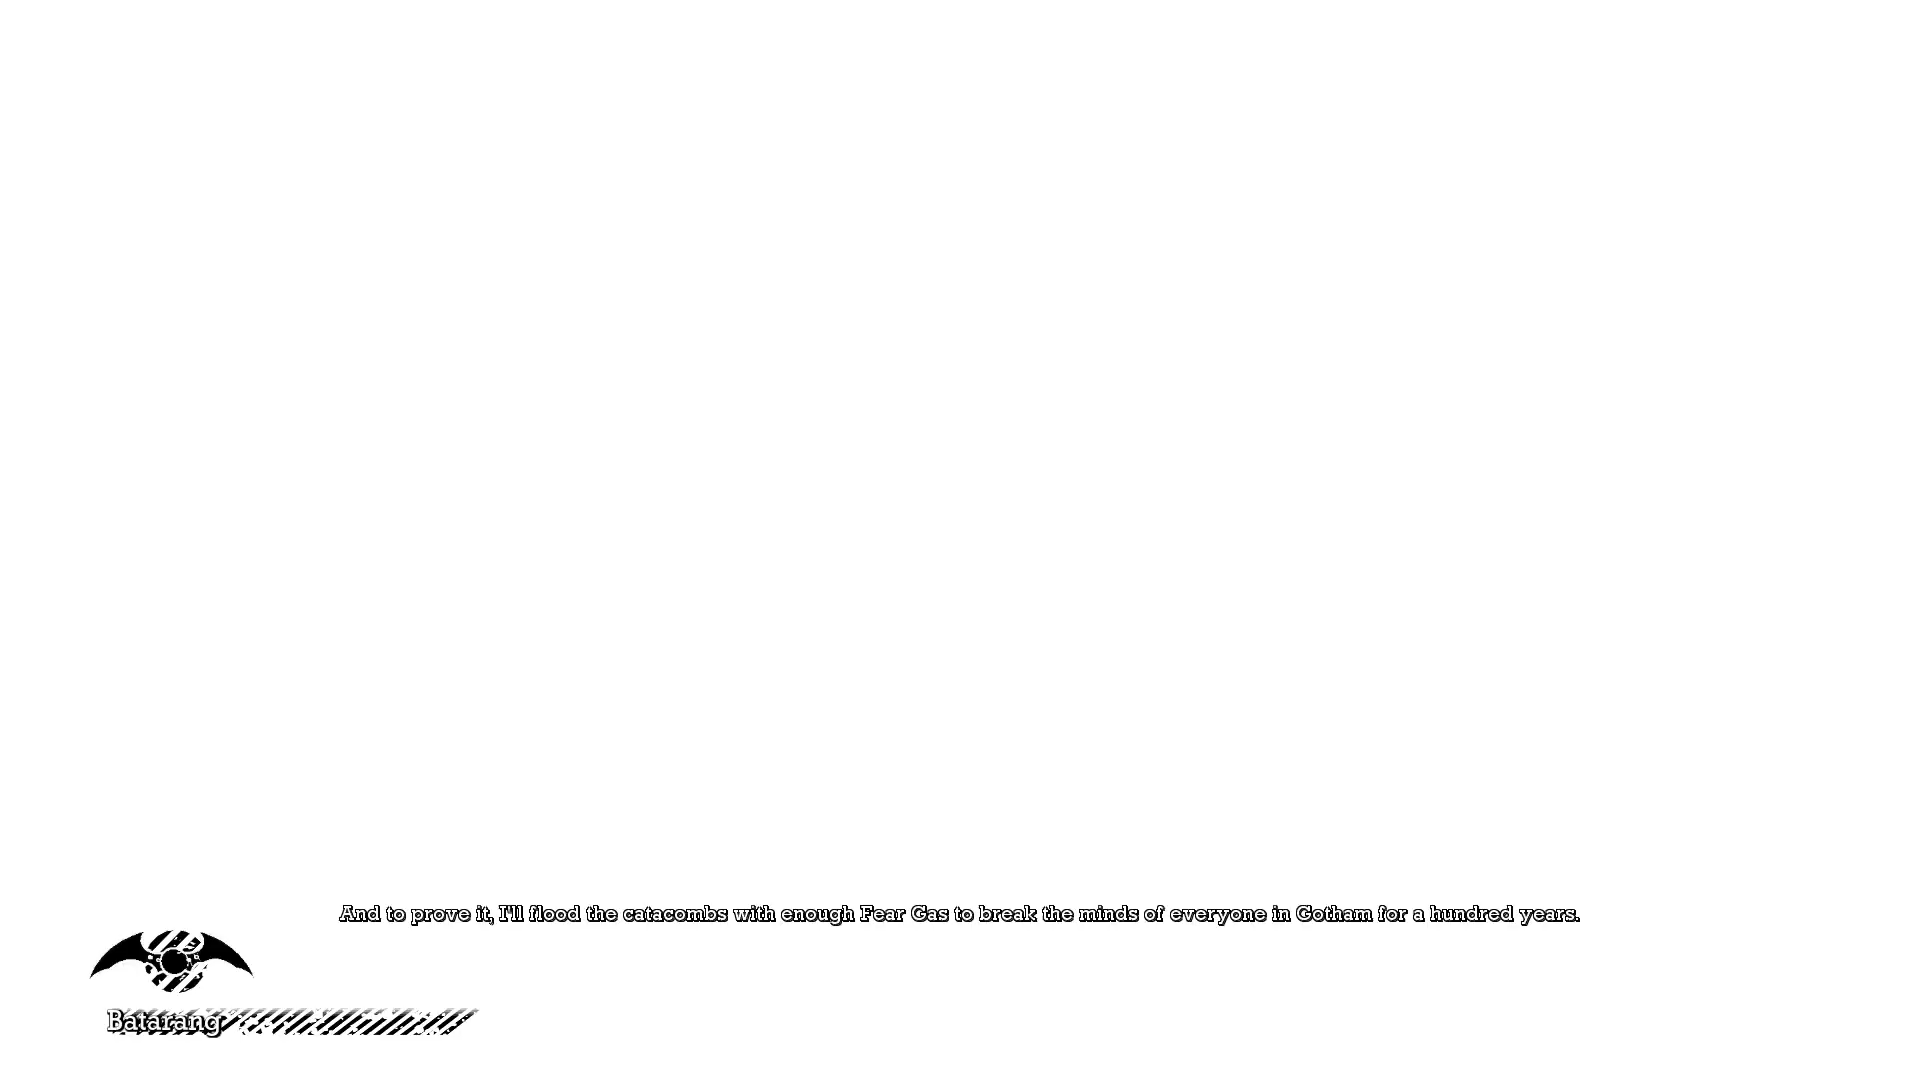 And to prove it, I'll flood the catacombs with enough Fear Gas to break the minds of everyone in Gotham for a hundred years.
Batarang